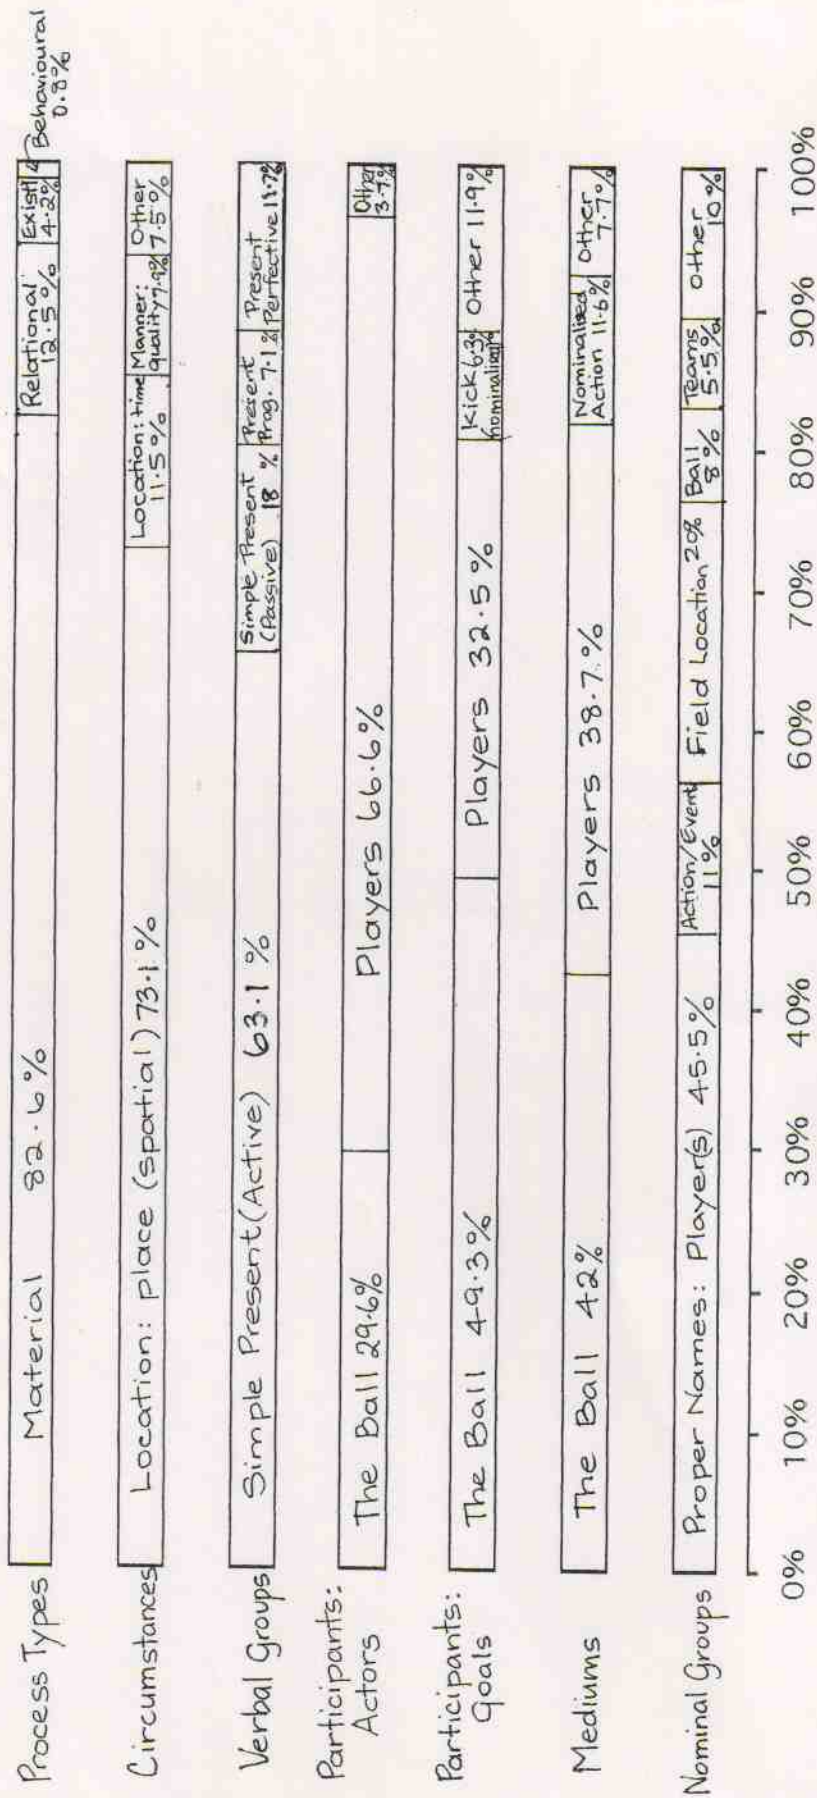 Process Types
Material 82.6%
Relational
12.5%
Exist'l
4.2%
Behavioural
0.8%
Circumstances
Location: place (spatial) 73.1%
Location: time
11.5%
Manner:
quality 7.9%
Other
7.5%
Verbal Groups
Simple Present (Active) 63.1 %
Simple Present
(Passive) 18 %
Present
Prog. 7.1%
Present
Perfective
Participants:
Actors
The Ball 29.6%
Players 66.6%
Other
3.7%
Participants:
Goals
The Ball 49.3%
Players 32.5%
Kick 6.3%
Other 11.9%
Mediums
The Ball 42%
Players 38.7%
Nominalised
Action 11.6%
Other
7.7%
Nominal Groups
Proper Names: Player(s) 45.5%
Action/Event
11%
Field Location 20%
Ball
8%
Teams
5.5%
Other
10%
0% 10% 20% 30% 40% 50% 60% 70% 80% 90% 100%